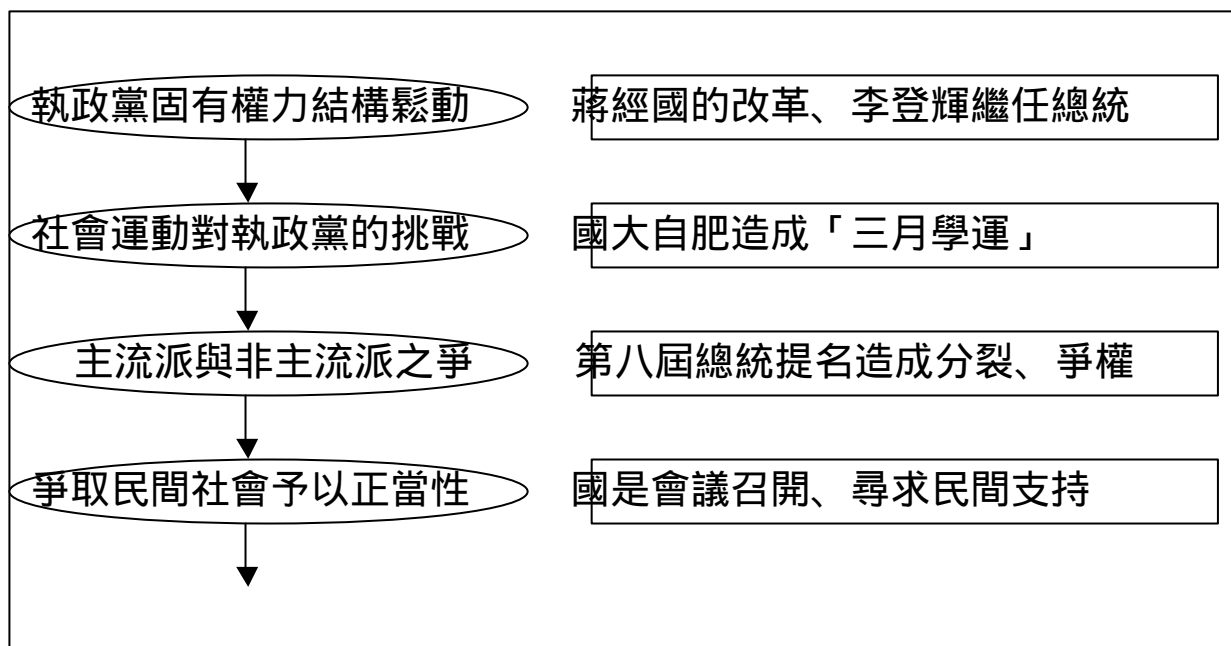 執政黨固有權力結構鬆動 蔣經國的改革、李登輝繼任總統
社會運動對執政黨的挑戰 國大自肥造成「三月學運」
主流派與非主流派之爭 第八屆總統提名造成分裂、爭權
爭取民間社會予以正當性 國是會議召開、尋求民間支持